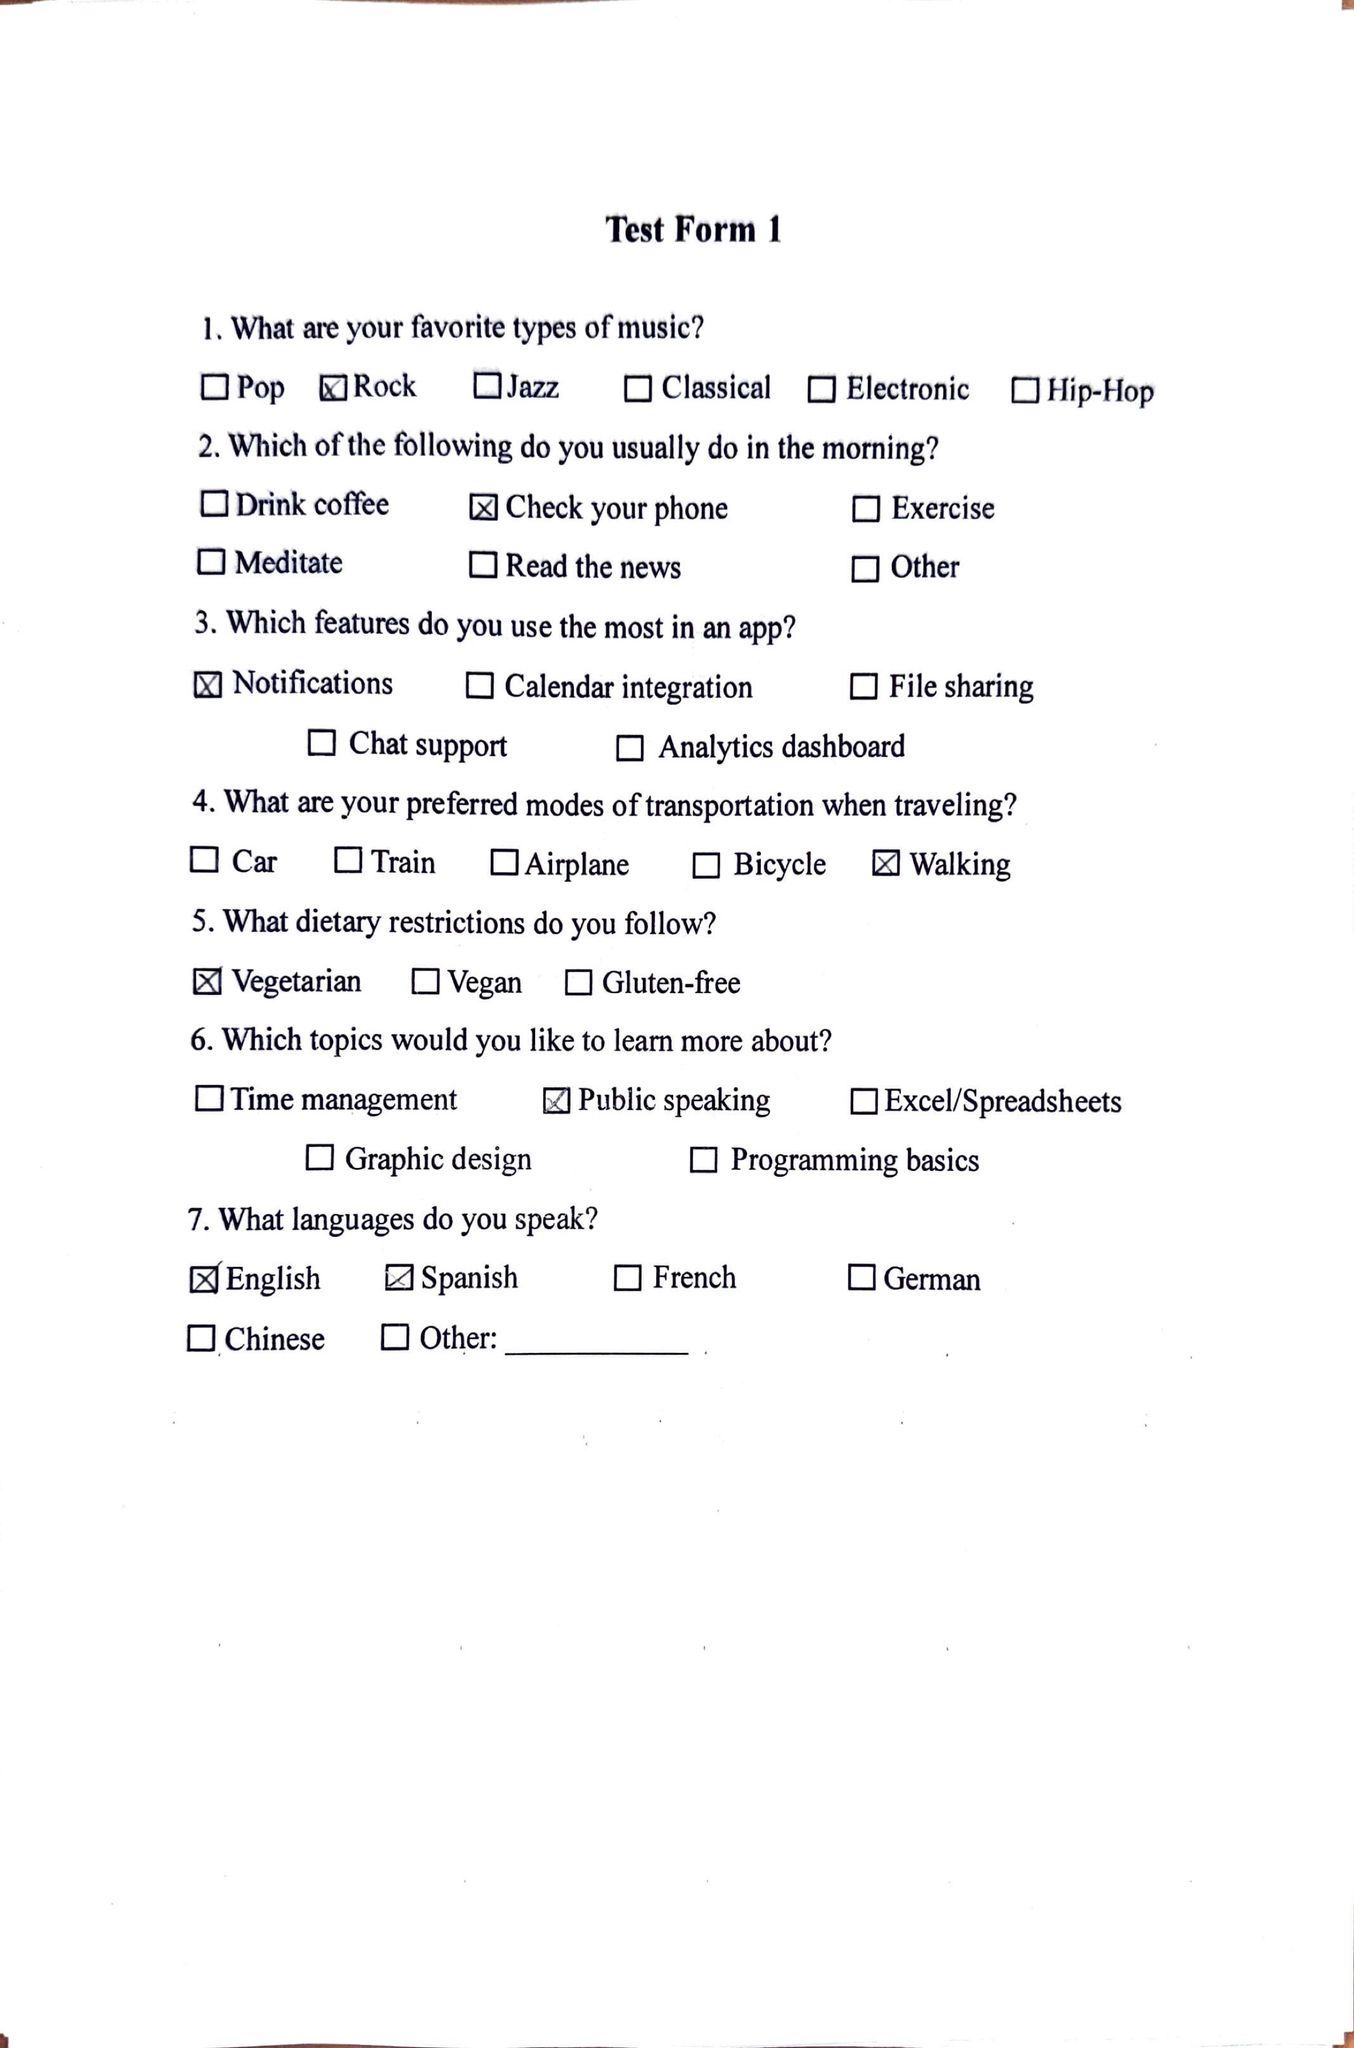 Test Form 1
1. What are your favorite types of music?
☐ Pop ☒ Rock ☐ Jazz ☐ Classical ☐ Electronic ☐ Hip-Hop
2. Which of the following do you usually do in the morning?
☐ Drink coffee ☒ Check your phone ☐ Exercise
☐ Meditate ☐ Read the news ☐ Other
3. Which features do you use the most in an app?
☒ Notifications ☐ Calendar integration ☐ File sharing
☐ Chat support ☐ Analytics dashboard
4. What are your preferred modes of transportation when traveling?
☐ Car ☐ Train ☐ Airplane ☐ Bicycle ☒ Walking
5. What dietary restrictions do you follow?
☒ Vegetarian ☐ Vegan ☐ Gluten-free
6. Which topics would you like to learn more about?
☐ Time management ☒ Public speaking ☐ Excel/Spreadsheets
☐ Graphic design ☐ Programming basics
7. What languages do you speak?
☒ English ☒ Spanish ☐ French ☐ German
☐ Chinese ☐ Other: ____________